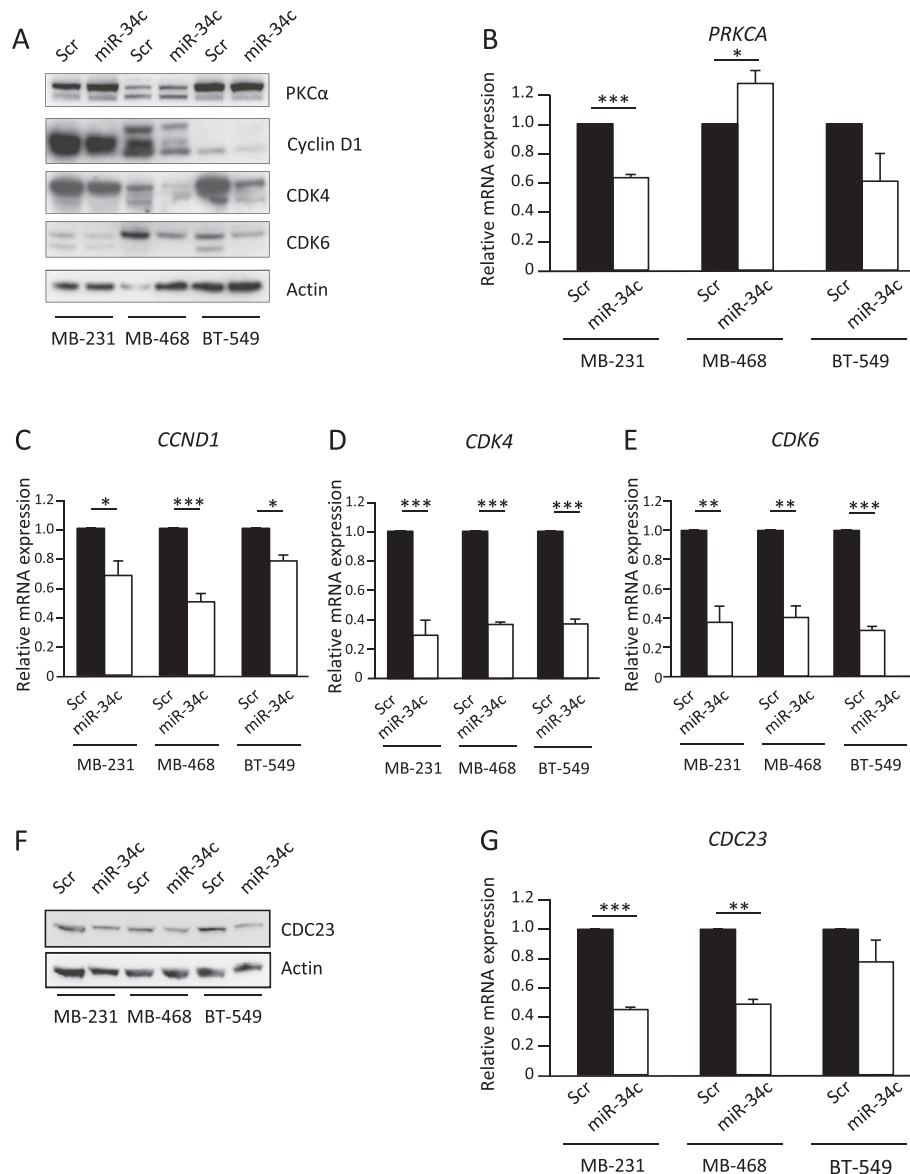 A
Scr miR-34c Scr miR-34c Scr miR-34c
PKCα
Cyclin D1
CDK4
CDK6
Actin
MB-231 MB-468 BT-549
B
PRKCA
Relative mRNA expression
1.2
1.0
0.8
0.6
0.4
0.2
0
*** *
Scr miR-34c Scr miR-34c Scr miR-34c
MB-231 MB-468 BT-549
C
CCND1
Relative mRNA expression
1.2
1.0
0.8
0.6
0.4
0.2
0
* *** *
Scr miR-34c Scr miR-34c Scr miR-34c
MB-231 MB-468 BT-549
D
CDK4
Relative mRNA expression
1.2
1.0
0.8
0.6
0.4
0.2
0
*** *** ***
Scr miR-34c Scr miR-34c Scr miR-34c
MB-231 MB-468 BT-549
E
CDK6
Relative mRNA expression
1.2
1.0
0.8
0.6
0.4
0.2
0
** ** ***
Scr miR-34c Scr miR-34c Scr miR-34c
MB-231 MB-468 BT-549
F
Scr miR-34c Scr miR-34c Scr miR-34c
CDC23
Actin
MB-231 MB-468 BT-549
G
CDC23
Relative mRNA expression
1.2
1.0
0.8
0.6
0.4
0.2
0
*** **
Scr miR-34c Scr miR-34c Scr miR-34c
MB-231 MB-468 BT-549